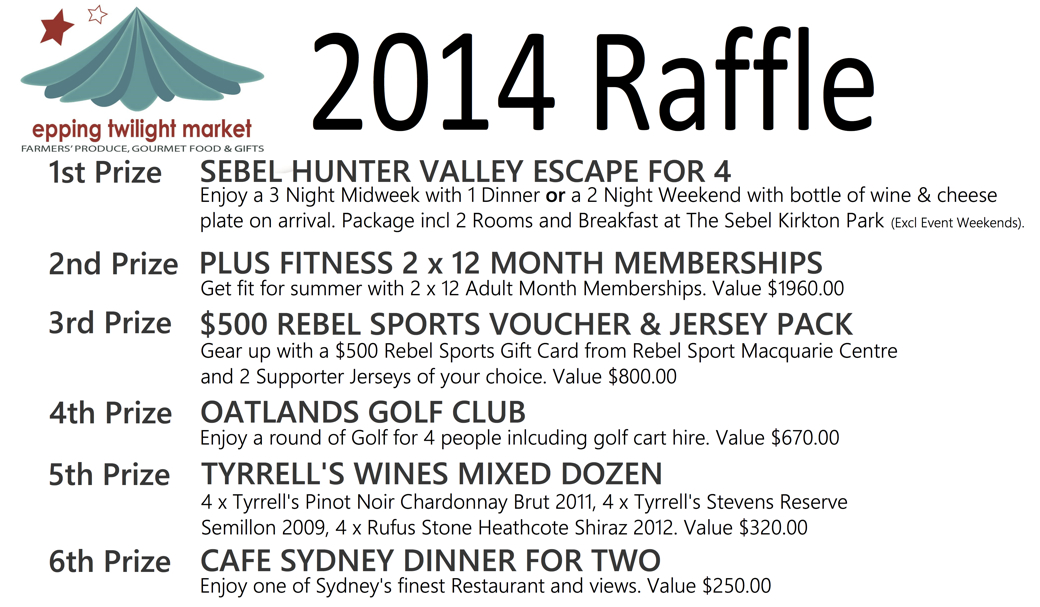 2014 Raffle
epping twilight market
FARMERS' PRODUCE, GOURMET FOOD & GIFTS
1st Prize SEBEL HUNTER VALLEY ESCAPE FOR 4
Enjoy a 3 Night Midweek with 1 Dinner or a 2 Night Weekend with bottle of wine & cheese
plate on arrival. Package incl 2 Rooms and Breakfast at The Sebel Kirkton Park (Excl Event Weekends).
2nd Prize PLUS FITNESS 2 x 12 MONTH MEMBERSHIPS
Get fit for summer with 2 x 12 Adult Month Memberships. Value $1960.00
3rd Prize $500 REBEL SPORTS VOUCHER & JERSEY PACK
Gear up with a $500 Rebel Sports Gift Card from Rebel Sport Macquarie Centre
and 2 Supporter Jerseys of your choice. Value $800.00
4th Prize OATLANDS GOLF CLUB
Enjoy a round of Golf for 4 people inlcuding golf cart hire. Value $670.00
5th Prize TYRRELL'S WINES MIXED DOZEN
4 x Tyrrell's Pinot Noir Chardonnay Brut 2011, 4 x Tyrrell's Stevens Reserve
Semillon 2009, 4 x Rufus Stone Heathcote Shiraz 2012. Value $320.00
6th Prize CAFE SYDNEY DINNER FOR TWO
Enjoy one of Sydney's finest Restaurant and views. Value $250.00